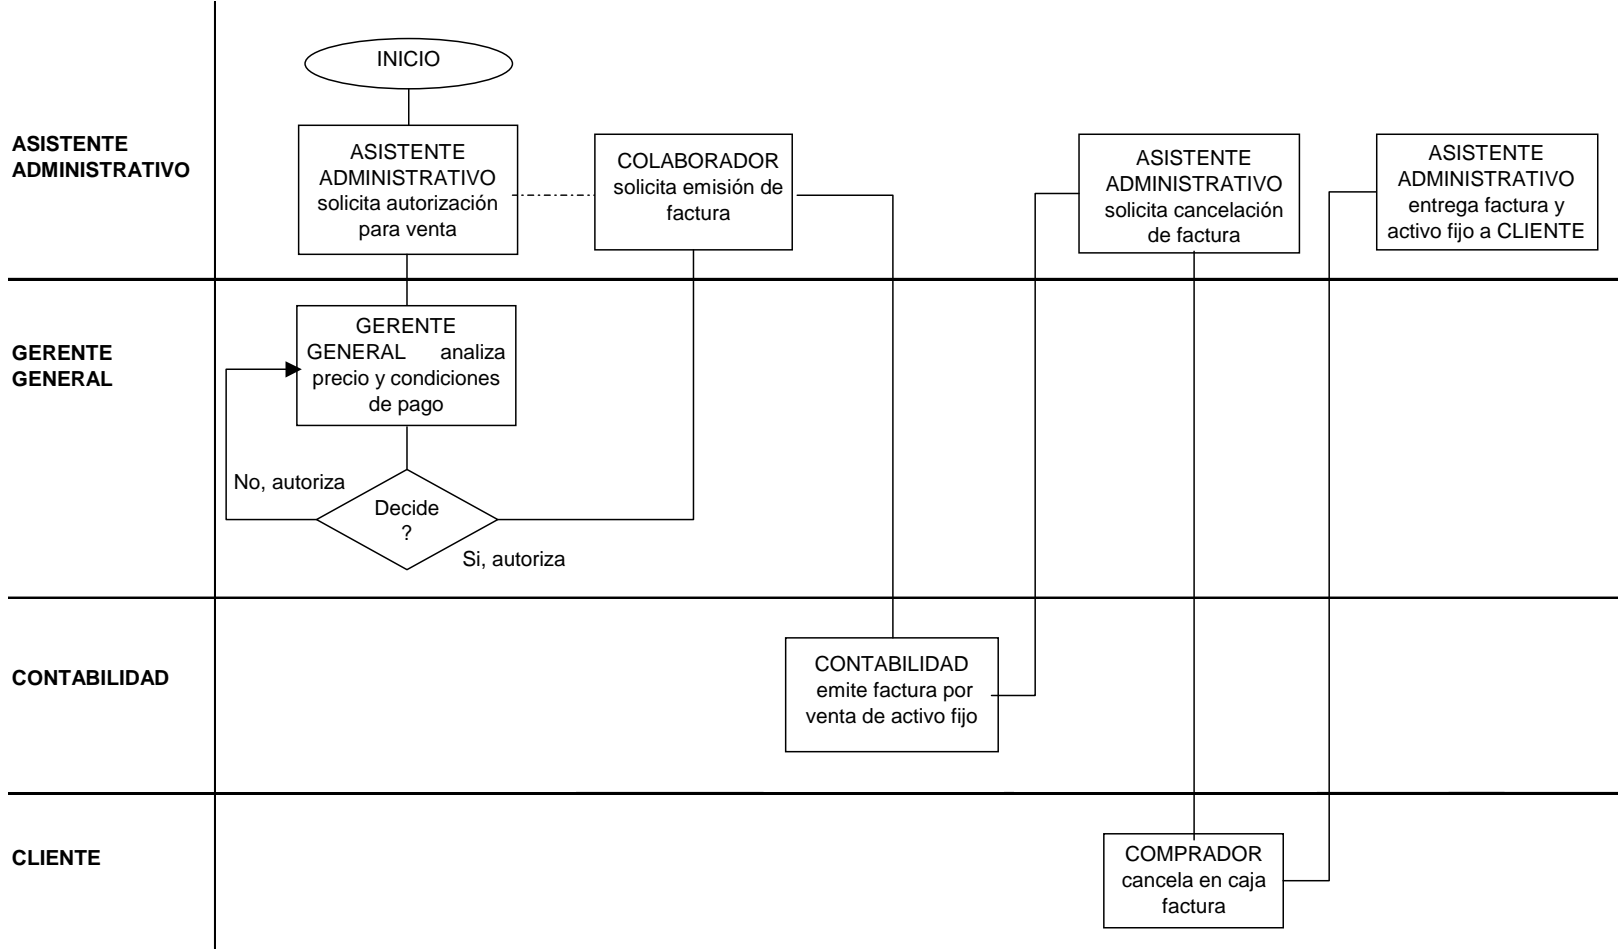 INICIO
ASISTENTE
ADMINISTRATIVO
ASISTENTE
ADMINISTRATIVO
solicita autorización
para venta
COLABORADOR
solicita emisión de
factura
ASISTENTE
ADMINISTRATIVO
solicita cancelación
de factura
ASISTENTE
ADMINISTRATIVO
entrega factura y
activo fijo a CLIENTE
GERENTE
GENERAL
GERENTE
GENERAL analiza
precio y condiciones
de pago
No, autoriza
Decide
?
Si, autoriza
CONTABILIDAD
CONTABILIDAD
emite factura por
venta de activo fijo
CLIENTE
COMPRADOR
cancela en caja
factura